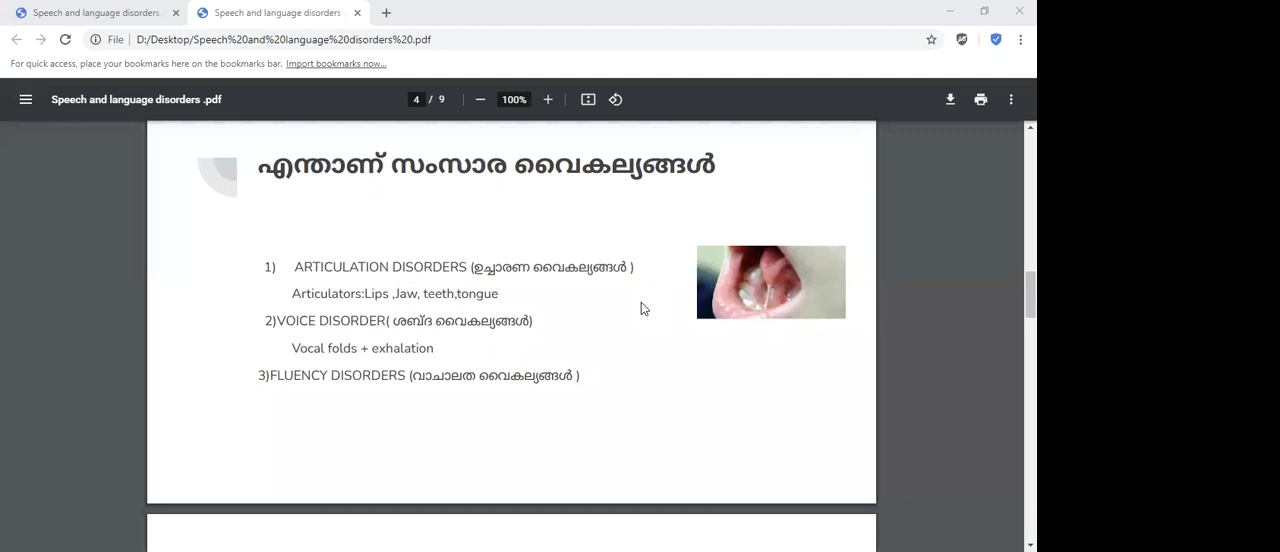 Speech and language disorders
Speech and language disorders
File
D:/Desktop/Speech%20and%20language%20disorders%20.pdf
For quick access, place your bookmarks here on the bookmarks bar. Import bookmarks now...
Speech and language disorders .pdf
4 / 9
100%
എന്താണ് സംസാര വൈകല്യങ്ങൾ
1) ARTICULATION DISORDERS (ഉച്ചാരണ വൈകല്യങ്ങൾ )
Articulators:Lips ,Jaw, teeth,tongue
2)VOICE DISORDER( ശബ്ദ വൈകല്യങ്ങൾ)
Vocal folds + exhalation
3)FLUENCY DISORDERS (വാചാലത വൈകല്യങ്ങൾ )